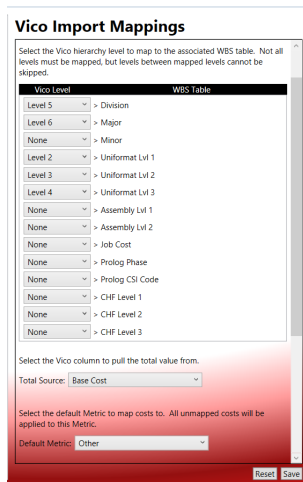 Vico Import Mappings
Select the Vico hierarchy level to map to the associated WBS table. Not all
levels must be mapped, but levels between mapped levels cannot be
skipped.
Vico Level WBS Table
Level 5 > Division
Level 6 > Major
None > Minor
Level 2 > Uniformat Lvl 1
Level 3 > Uniformat Lvl 2
Level 4 > Uniformat Lvl 3
None > Assembly Lvl 1
None > Assembly Lvl 2
None > Job Cost
None > Prolog Phase
None > Prolog CSI Code
None > CHF Level 1
None > CHF Level 2
None > CHF Level 3
Select the Vico column to pull the total value from.
Total Source: Base Cost
Select the default Metric to map costs to. All unmapped costs will be
applied to this Metric.
Default Metric: Other
Reset Save